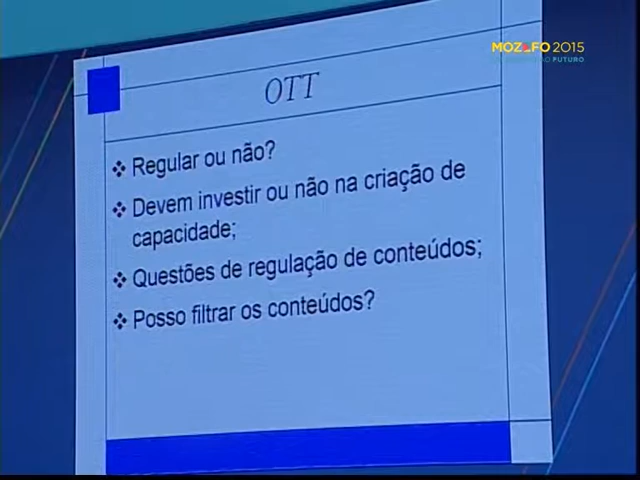 MOZEFO 2015
FUTURO
OTT
❖ Regular ou não?
❖ Devem investir ou não na criação de
capacidade;
❖ Questões de regulação de conteúdos;
❖ Posso filtrar os conteúdos?